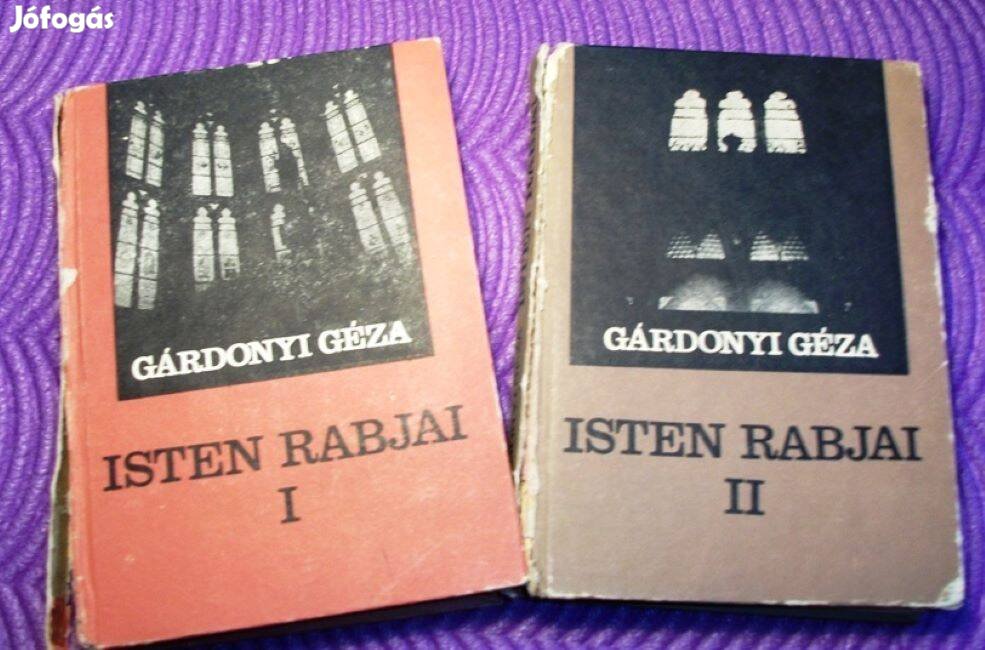 Jófogás
GÁRDONYI GÉZA
ISTEN RABJAI
I
GÁRDONYI GÉZA
ISTEN RABJAI
II